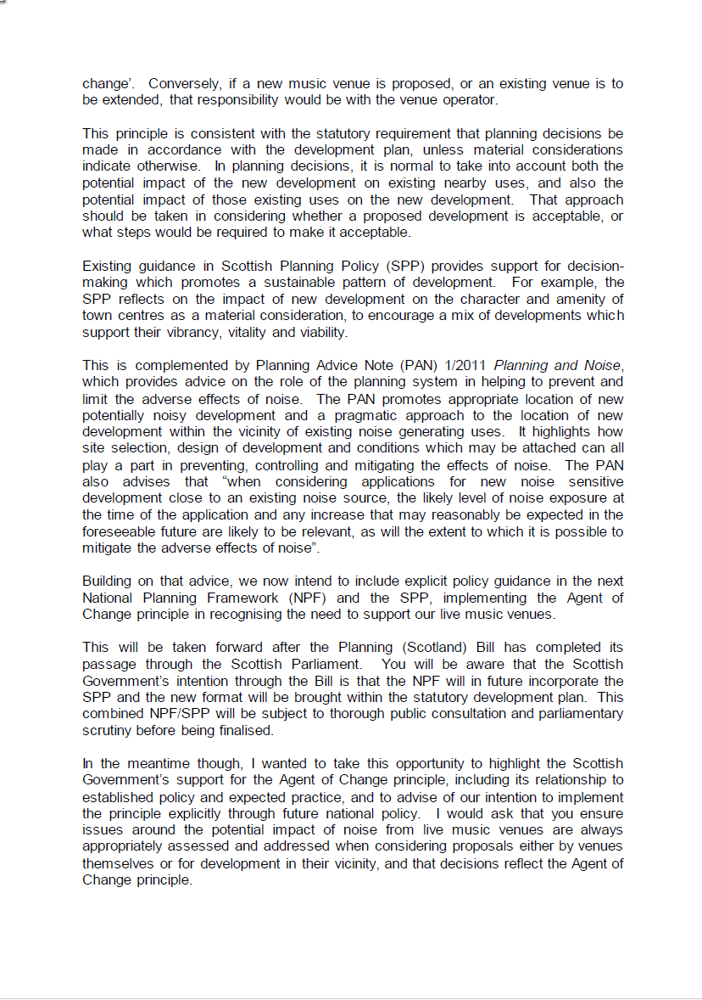 change’. Conversely, if a new music venue is proposed, or an existing venue is to
be extended, that responsibility would be with the venue operator.
This principle is consistent with the statutory requirement that planning decisions be
made in accordance with the development plan, unless material considerations
indicate otherwise. In planning decisions, it is normal to take into account both the
potential impact of the new development on existing nearby uses, and also the
potential impact of those existing uses on the new development. That approach
should be taken in considering whether a proposed development is acceptable, or
what steps would be required to make it acceptable.
Existing guidance in Scottish Planning Policy (SPP) provides support for decision-
making which promotes a sustainable pattern of development. For example, the
SPP reflects on the impact of new development on the character and amenity of
town centres as a material consideration, to encourage a mix of developments which
support their vibrancy, vitality and viability.
This is complemented by Planning Advice Note (PAN) 1/2011 Planning and Noise,
which provides advice on the role of the planning system in helping to prevent and
limit the adverse effects of noise. The PAN promotes appropriate location of new
potentially noisy development and a pragmatic approach to the location of new
development within the vicinity of existing noise generating uses. It highlights how
site selection, design of development and conditions which may be attached can all
play a part in preventing, controlling and mitigating the effects of noise. The PAN
also advises that “when considering applications for new noise sensitive
development close to an existing noise source, the likely level of noise exposure at
the time of the application and any increase that may reasonably be expected in the
foreseeable future are likely to be relevant, as will the extent to which it is possible to
mitigate the adverse effects of noise”.
Building on that advice, we now intend to include explicit policy guidance in the next
National Planning Framework (NPF) and the SPP, implementing the Agent of
Change principle in recognising the need to support our live music venues.
This will be taken forward after the Planning (Scotland) Bill has completed its
passage through the Scottish Parliament. You will be aware that the Scottish
Government’s intention through the Bill is that the NPF will in future incorporate the
SPP and the new format will be brought within the statutory development plan. This
combined NPF/SPP will be subject to thorough public consultation and parliamentary
scrutiny before being finalised.
In the meantime though, I wanted to take this opportunity to highlight the Scottish
Government’s support for the Agent of Change principle, including its relationship to
established policy and expected practice, and to advise of our intention to implement
the principle explicitly through future national policy. I would ask that you ensure
issues around the potential impact of noise from live music venues are always
appropriately assessed and addressed when considering proposals either by venues
themselves or for development in their vicinity, and that decisions reflect the Agent of
Change principle.